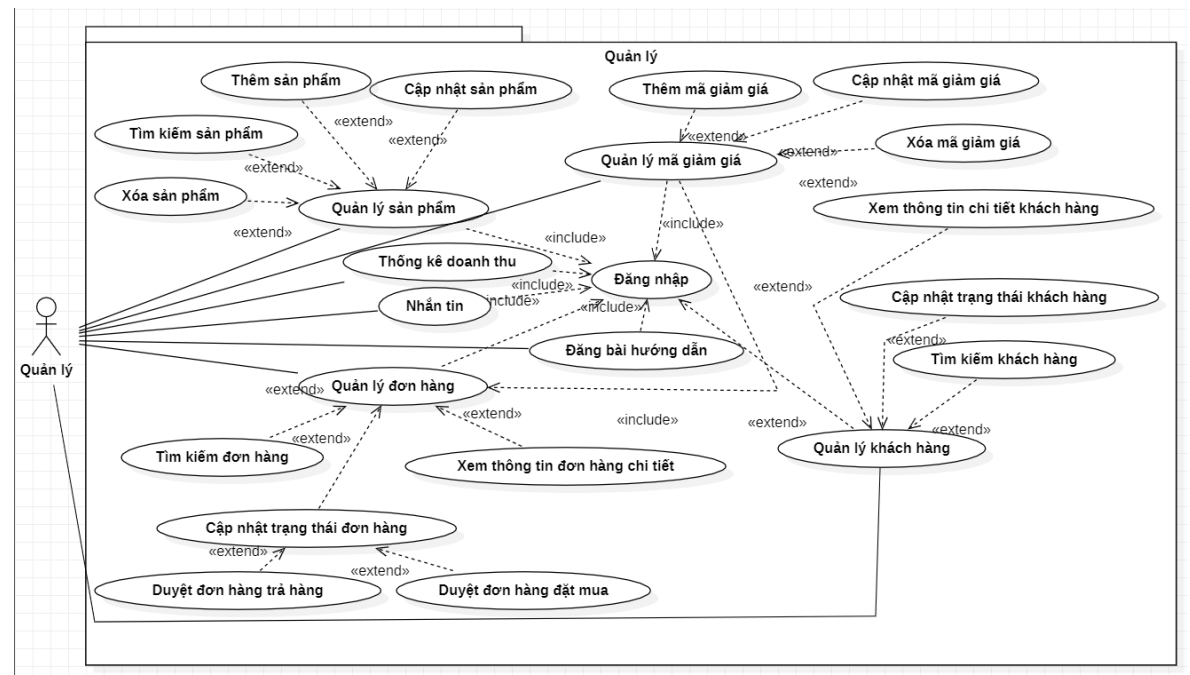 Quản lý
Thêm sản phẩm
Cập nhật sản phẩm
Thêm mã giảm giá
Cập nhật mã giảm giá
«extend»
«extend»
Tìm kiếm sản phẩm
«extend»
«extend»
Xóa mã giảm giá
«extend»
Quản lý mã giảm giá
«extend»
Xóa sản phẩm
«extend»
Quản lý sản phẩm
Xem thông tin chi tiết khách hàng
«extend»
«include»
«include»
Thống kê doanh thu
Đăng nhập
«include»
«extend»
Nhắn tin
«include»
«include»
Cập nhật trạng thái khách hàng
Quản lý
Đăng bài hướng dẫn
«extend»
Tìm kiếm khách hàng
«extend»
Quản lý đơn hàng
«extend»
«include»
«extend»
«extend»
«extend»
Tìm kiếm đơn hàng
Xem thông tin đơn hàng chi tiết
Quản lý khách hàng
Cập nhật trạng thái đơn hàng
«extend»
«extend»
Duyệt đơn hàng trả hàng
Duyệt đơn hàng đặt mua